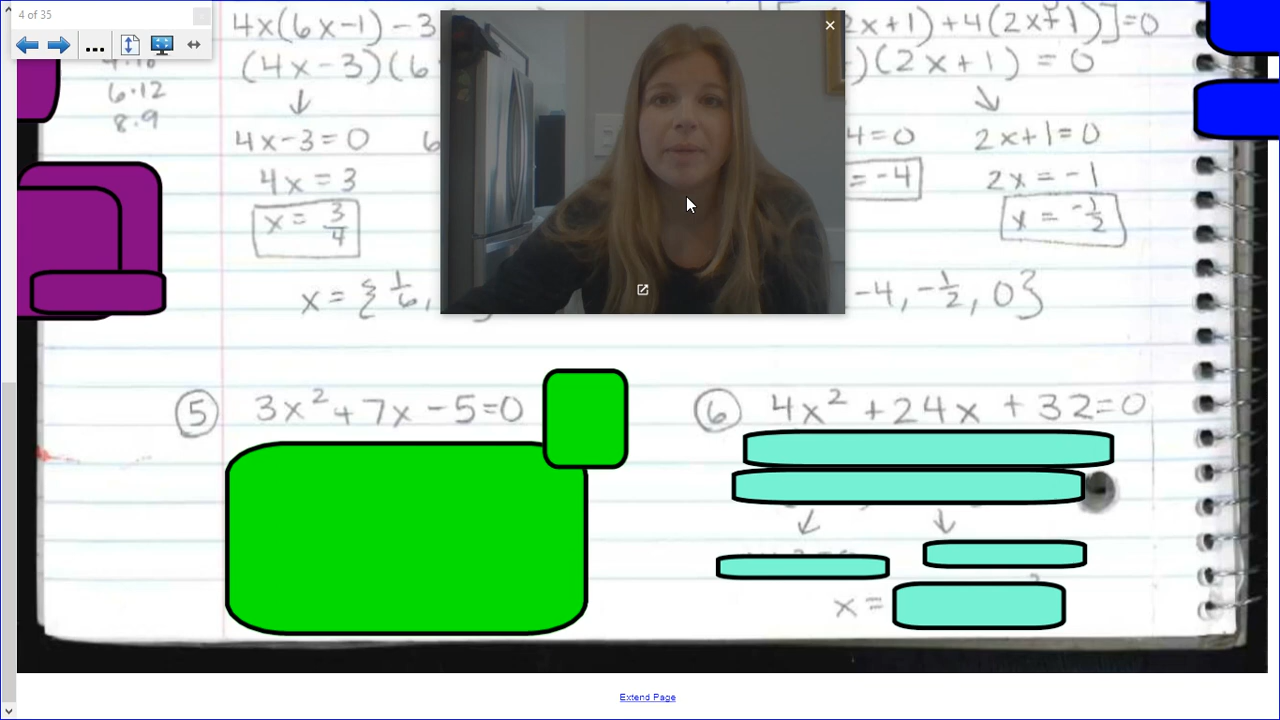 4 of 35
4x(6x-1)-3
2x+1)+4(2x+1)]=0
(4x-3)(6
)(2x+1) = 0
6·12
8·9
4x-3=0 6
4=0 2x+1=0
4x=3
=-4 2x=-1
x= 3/4
x = -1/2
x={1/6,
-4, -1/2, 0}
5 3x²+7x-5=0
6 4x²+24x+32=0
x=
Extend Page